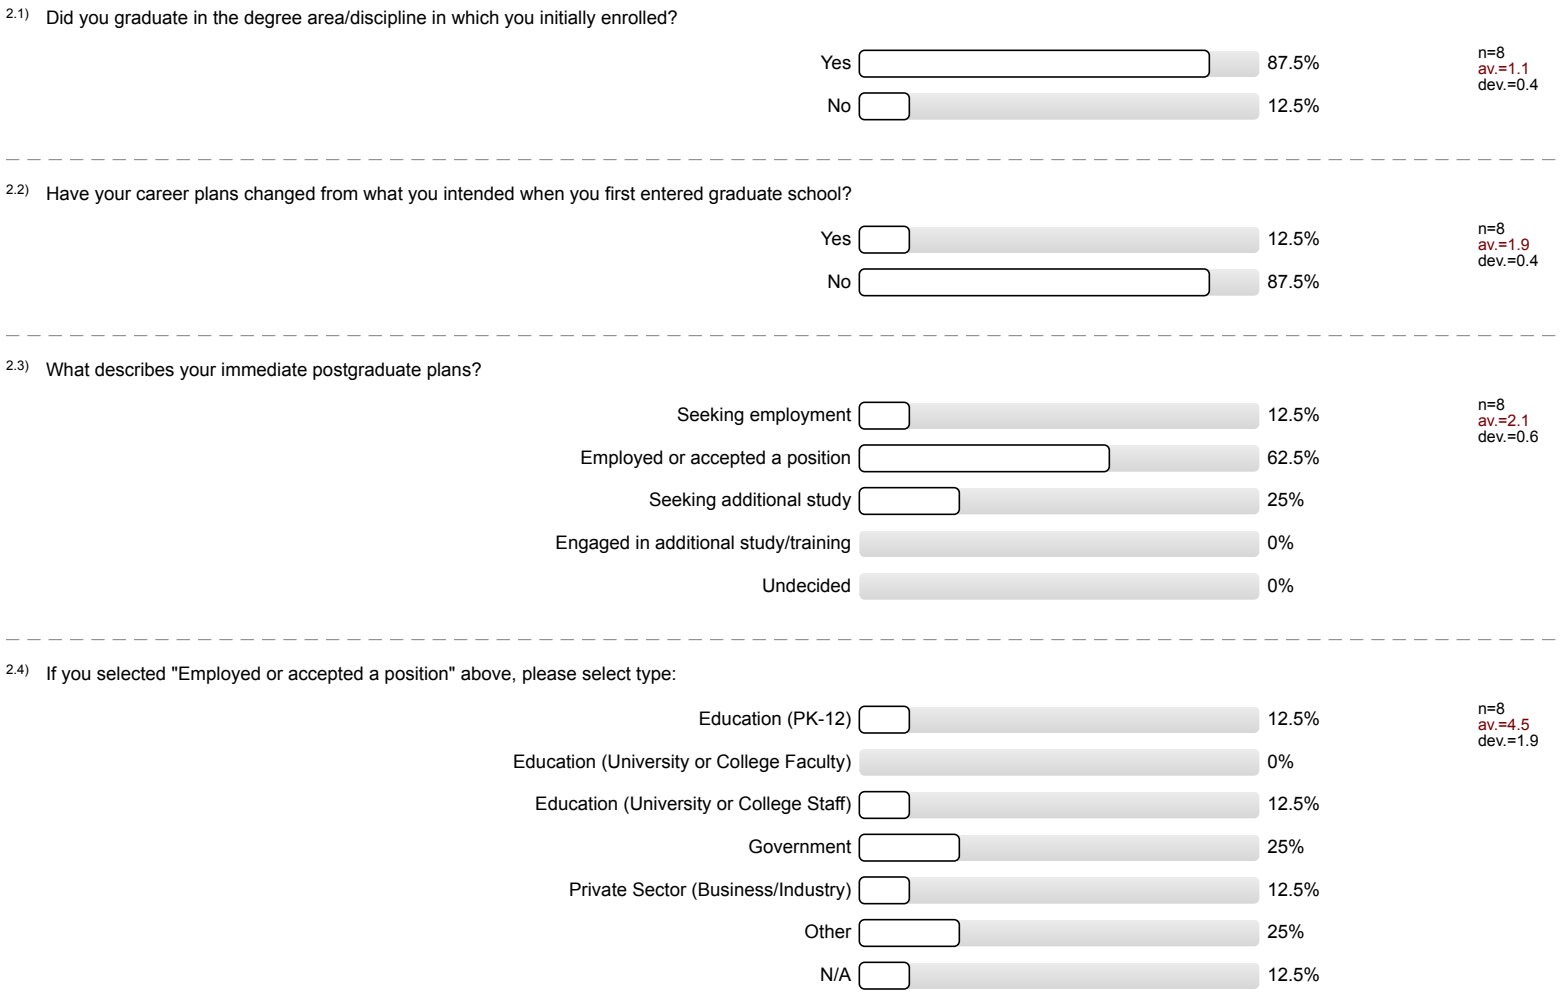 2.1) Did you graduate in the degree area/discipline in which you initially enrolled?
Yes 87.5%
No 12.5%
n=8
av.=1.1
dev.=0.4
2.2) Have your career plans changed from what you intended when you first entered graduate school?
Yes 12.5%
No 87.5%
n=8
av.=1.9
dev.=0.4
2.3) What describes your immediate postgraduate plans?
Seeking employment 12.5%
Employed or accepted a position 62.5%
Seeking additional study 25%
Engaged in additional study/training 0%
Undecided 0%
n=8
av.=2.1
dev.=0.6
2.4) If you selected "Employed or accepted a position" above, please select type:
Education (PK-12) 12.5%
Education (University or College Faculty) 0%
Education (University or College Staff) 12.5%
Government 25%
Private Sector (Business/Industry) 12.5%
Other 25%
N/A 12.5%
n=8
av.=4.5
dev.=1.9